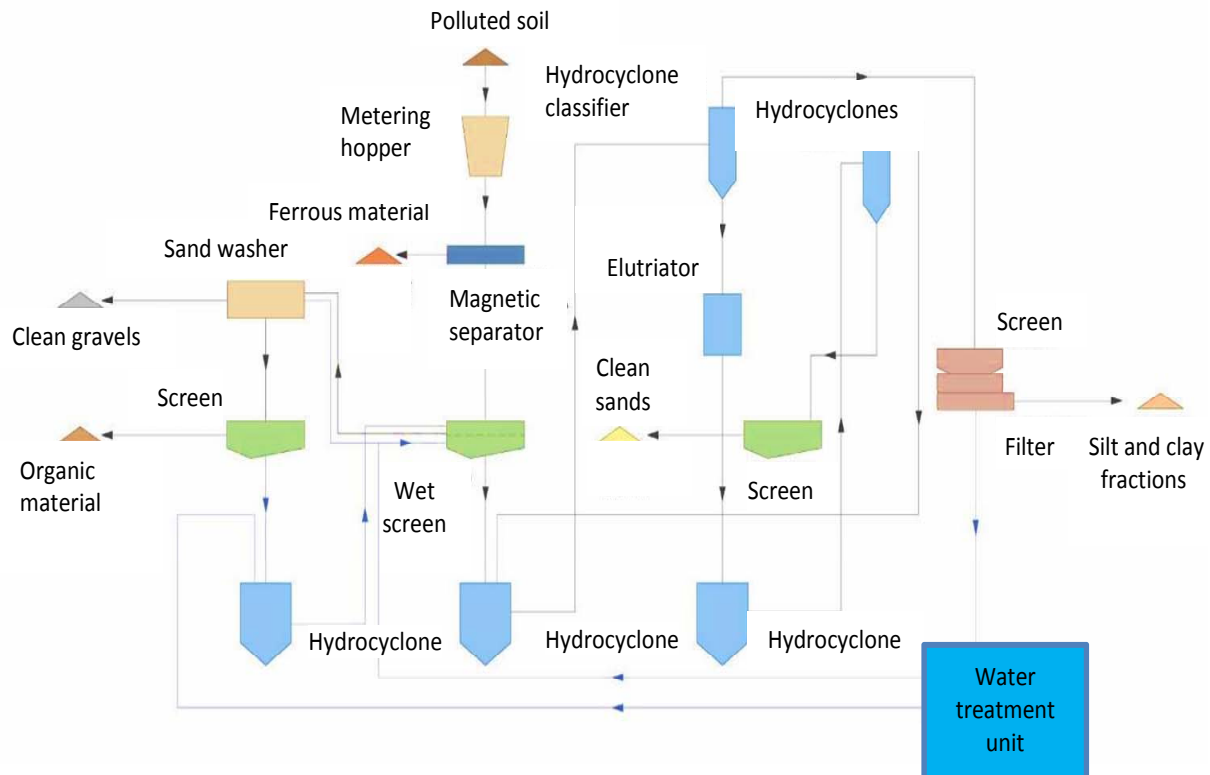 Polluted soil
Hydrocyclone
classifier
Hydrocyclones
Metering
hopper
Ferrous material
Sand washer
Elutriator
Magnetic
separator
Clean gravels
Screen
Clean
sands
Screen
Organic
material
Wet
screen
Screen
Filter
Silt and clay
fractions
Hydrocyclone
Hydrocyclone
Hydrocyclone
Water
treatment
unit